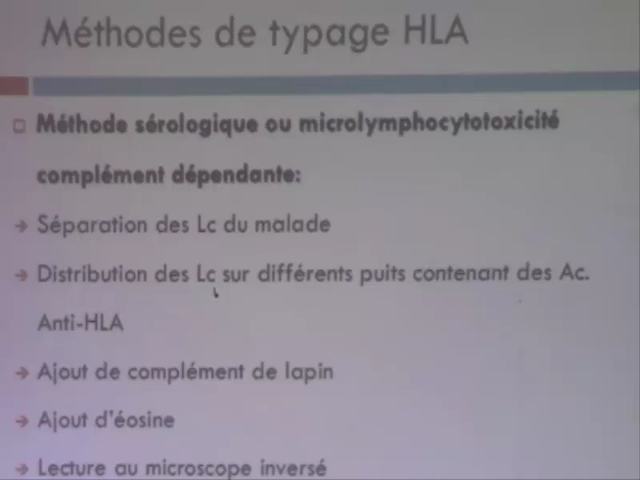 Méthodes de typage HLA
Méthode sérologique ou microlymphocytotoxicité
complément dépendante:
→ Séparation des Lc du malade
→ Distribution des Lc sur différents puits contenant des Ac.
Anti-HLA
→ Ajout de complément de lapin
→ Ajout d'éosine
→ Lecture au microscope inversé